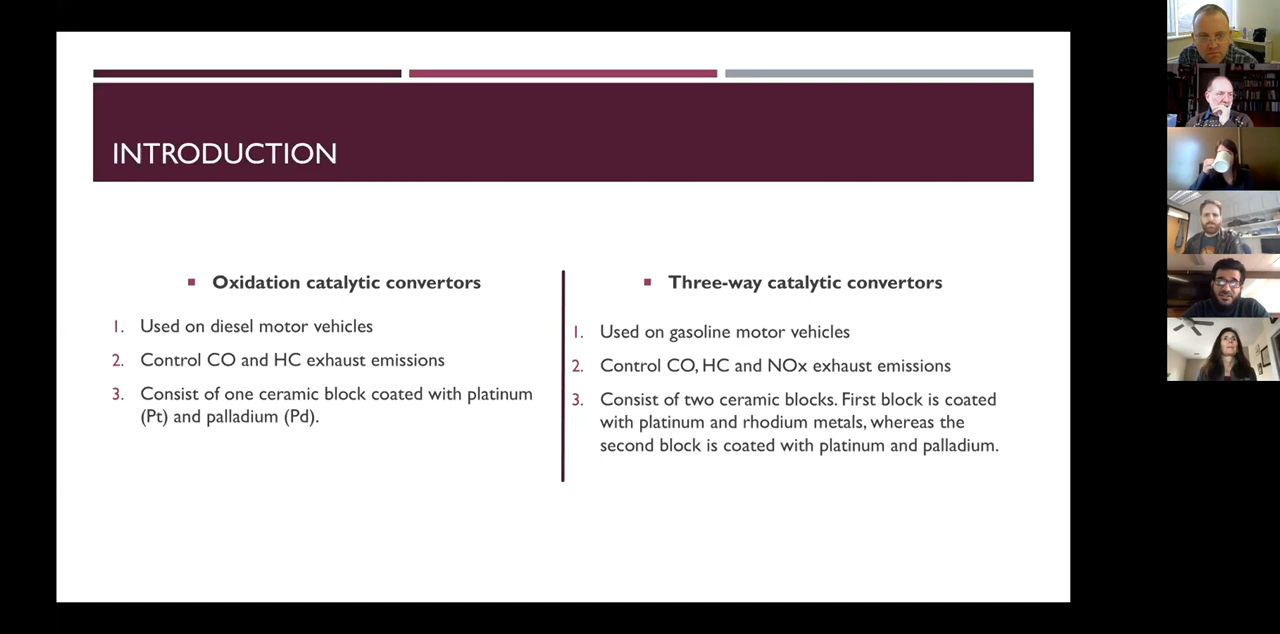 INTRODUCTION
▪ Oxidation catalytic convertors
1. Used on diesel motor vehicles
2. Control CO and HC exhaust emissions
3. Consist of one ceramic block coated with platinum
(Pt) and palladium (Pd).
▪ Three-way catalytic convertors
1. Used on gasoline motor vehicles
2. Control CO, HC and NOx exhaust emissions
3. Consist of two ceramic blocks. First block is coated
with platinum and rhodium metals, whereas the
second block is coated with platinum and palladium.